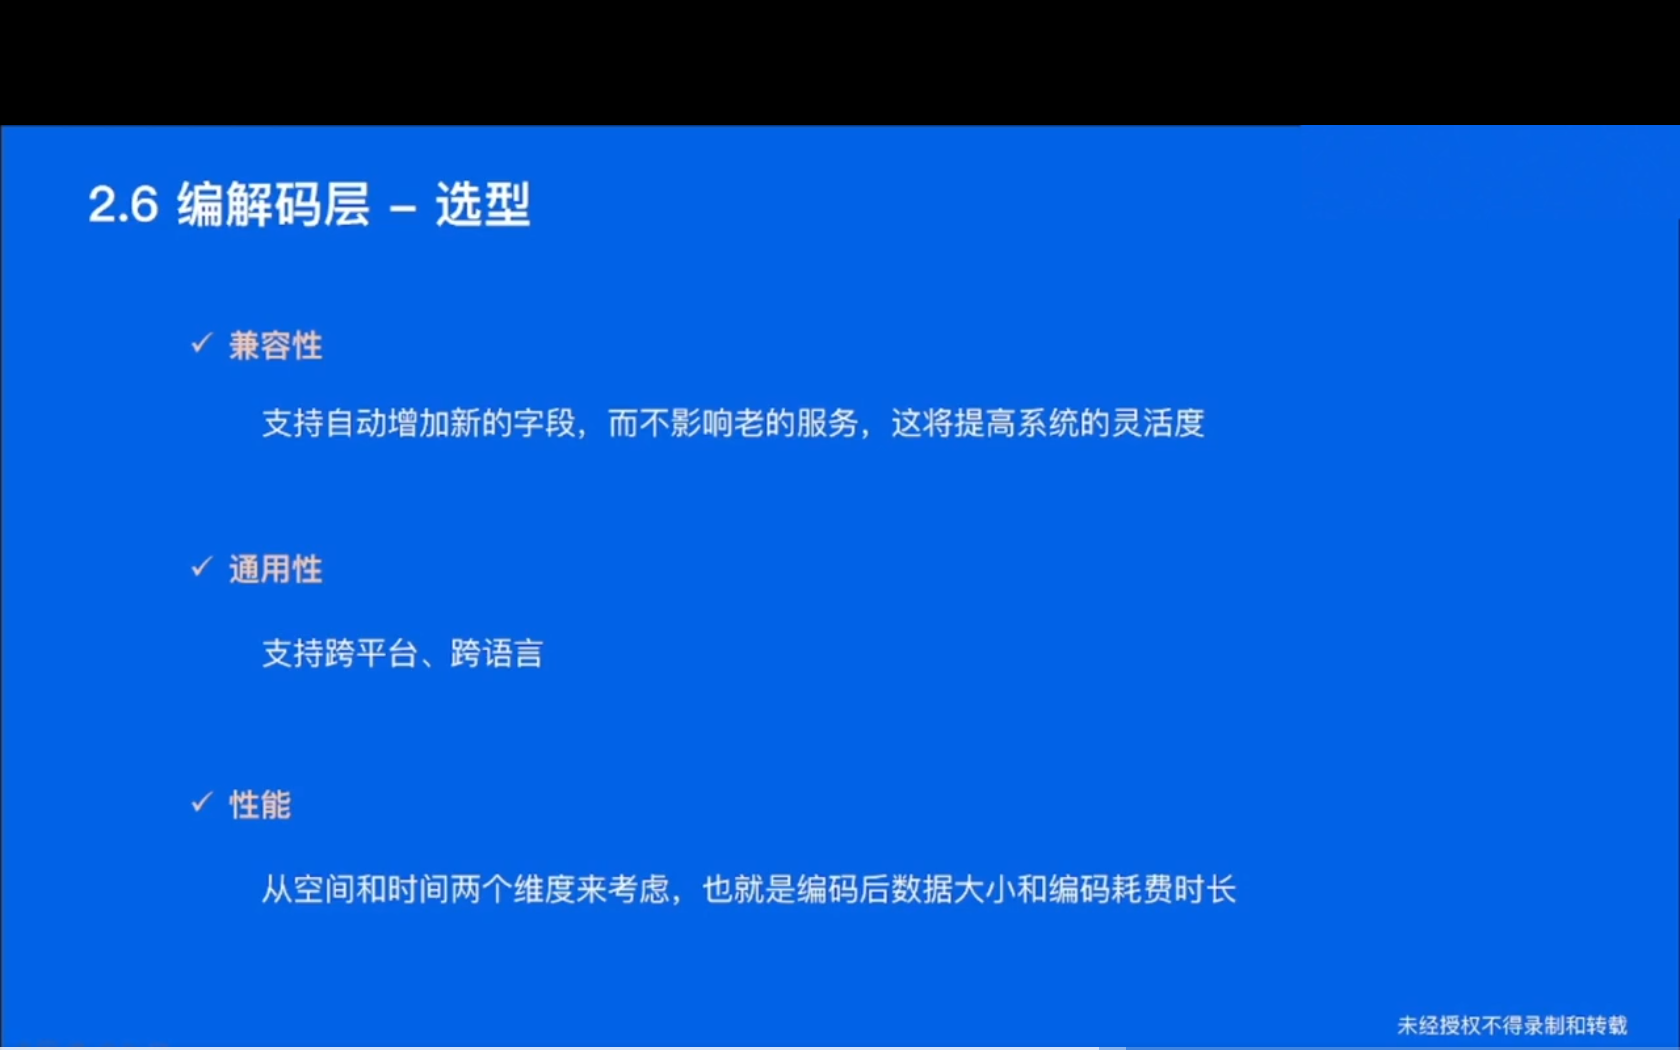 2.6 编解码层 – 选型
✓ 兼容性
支持自动增加新的字段，而不影响老的服务，这将提高系统的灵活度
✓ 通用性
支持跨平台、跨语言
✓ 性能
从空间和时间两个维度来考虑，也就是编码后数据大小和编码耗费时长
未经授权不得录制和转载